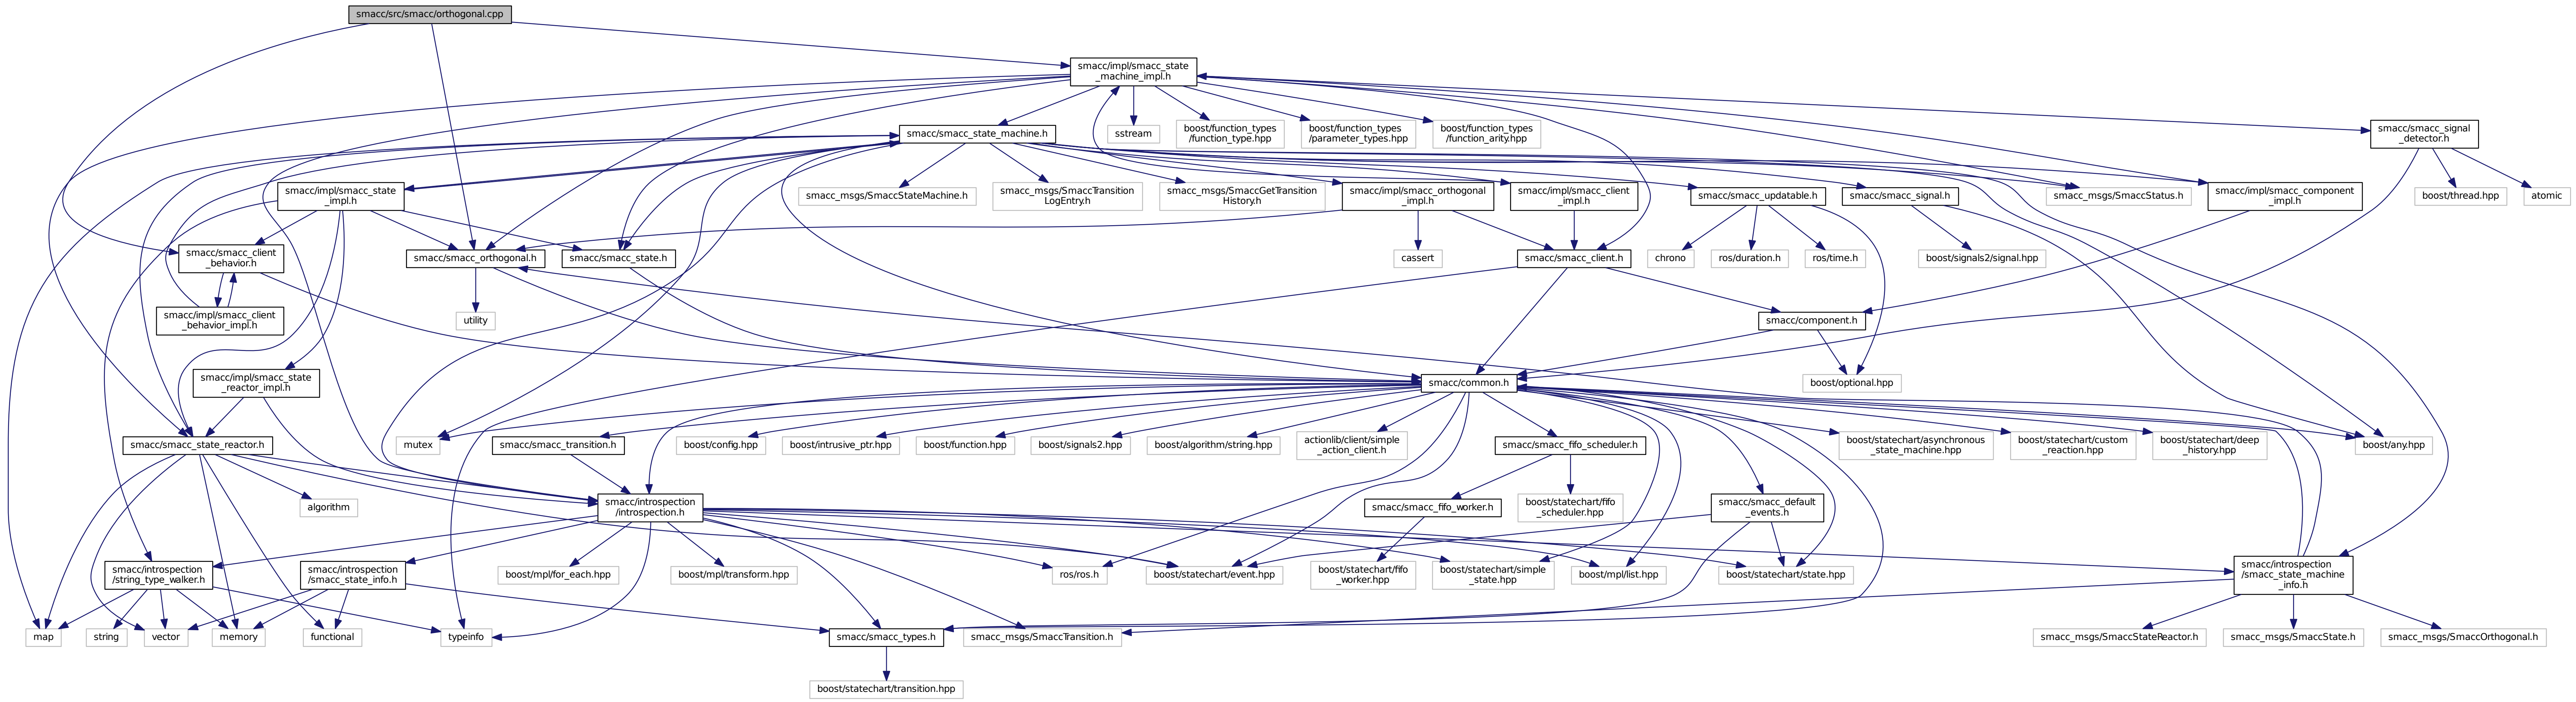 smacc/src/smacc/orthogonal.cpp
smacc/impl/smacc_state
_machine_impl.h
smacc/smacc_state_machine.h
sstream
boost/function_types
/function_type.hpp
boost/function_types
/parameter_types.hpp
boost/function_types
/function_arity.hpp
smacc/smacc_signal
_detector.h
smacc/impl/smacc_state
_impl.h
smacc_msgs/SmaccStateMachine.h
smacc_msgs/SmaccTransition
LogEntry.h
smacc_msgs/SmaccGetTransition
History.h
smacc/impl/smacc_orthogonal
_impl.h
smacc/impl/smacc_client
_impl.h
smacc/smacc_updatable.h
smacc/smacc_signal.h
smacc_msgs/SmaccStatus.h
smacc/impl/smacc_component
_impl.h
boost/thread.hpp
atomic
smacc/smacc_client
_behavior.h
smacc/smacc_orthogonal.h
smacc/smacc_state.h
cassert
smacc/smacc_client.h
chrono
ros/duration.h
ros/time.h
boost/signals2/signal.hpp
smacc/impl/smacc_client
_behavior_impl.h
utility
smacc/component.h
smacc/impl/smacc_state
_reactor_impl.h
smacc/common.h
boost/optional.hpp
smacc/smacc_state_reactor.h
mutex
smacc/smacc_transition.h
boost/config.hpp
boost/intrusive_ptr.hpp
boost/function.hpp
boost/signals2.hpp
boost/algorithm/string.hpp
actionlib/client/simple
_action_client.h
smacc/smacc_fifo_scheduler.h
boost/statechart/asynchronous
_state_machine.hpp
boost/statechart/custom
_reaction.hpp
boost/statechart/deep
_history.hpp
boost/any.hpp
algorithm
smacc/introspection
/introspection.h
smacc/smacc_fifo_worker.h
boost/statechart/fifo
_scheduler.hpp
smacc/smacc_default
_events.h
smacc/introspection
/string_type_walker.h
smacc/introspection
/smacc_state_info.h
boost/mpl/for_each.hpp
boost/mpl/transform.hpp
ros/ros.h
boost/statechart/event.hpp
boost/statechart/fifo
_worker.hpp
boost/statechart/simple
_state.hpp
boost/mpl/list.hpp
boost/statechart/state.hpp
smacc/introspection
/smacc_state_machine
_info.h
map
string
vector
memory
functional
typeinfo
smacc/smacc_types.h
smacc_msgs/SmaccTransition.h
smacc_msgs/SmaccStateReactor.h
smacc_msgs/SmaccState.h
smacc_msgs/SmaccOrthogonal.h
boost/statechart/transition.hpp